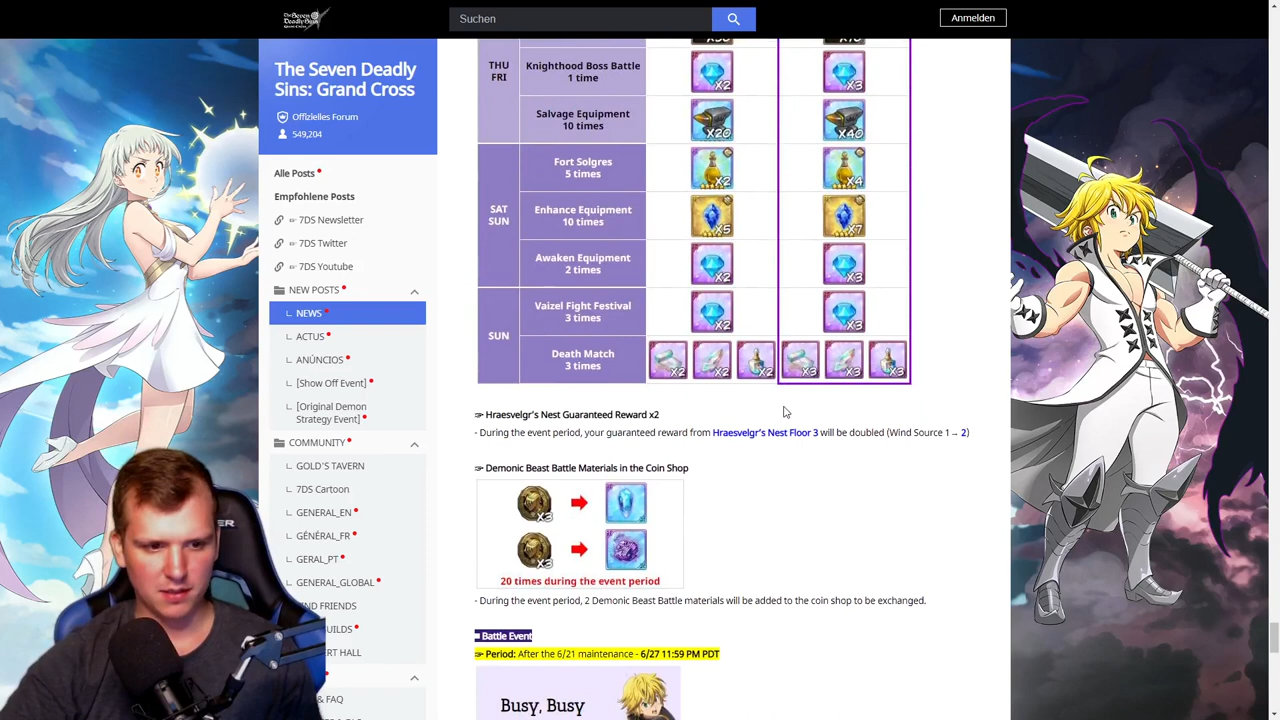 The Seven
Deadly Sins
Suchen
Anmelden
The Seven Deadly
Sins: Grand Cross
Offizielles Forum
549,204
Alle Posts
Empfohlene Posts
7DS Newsletter
7DS Twitter
7DS Youtube
NEW POSTS
NEWS
ACTUS
ANÚNCIOS
[Show Off Event]
[Original Demon
Strategy Event]
COMMUNITY
GOLD'S TAVERN
7DS Cartoon
GENERAL_EN
GÉNÉRAL_FR
GERAL_PT
GENERAL_GLOBAL
FRIENDS
HALL
& FAQ
THU
FRI
Knighthood Boss Battle
1 time
X2
X3
Salvage Equipment
10 times
X20
X40
SAT
SUN
Fort Solgres
5 times
X2
X4
Enhance Equipment
10 times
X5
X7
Awaken Equipment
2 times
X2
X3
SUN
Vaizel Fight Festival
3 times
X2
X3
Death Match
3 times
X2
X2
X2
X3
X3
X3
☞ Hraesvelgr's Nest Guaranteed Reward x2
- During the event period, your guaranteed reward from Hraesvelgr's Nest Floor 3 will be doubled (Wind Source 1→ 2)
☞ Demonic Beast Battle Materials in the Coin Shop
X3
X3
20 times during the event period
- During the event period, 2 Demonic Beast Battle materials will be added to the coin shop to be exchanged.
■ Battle Event
☞ Period: After the 6/21 maintenance - 6/27 11:59 PM PDT
Busy, Busy